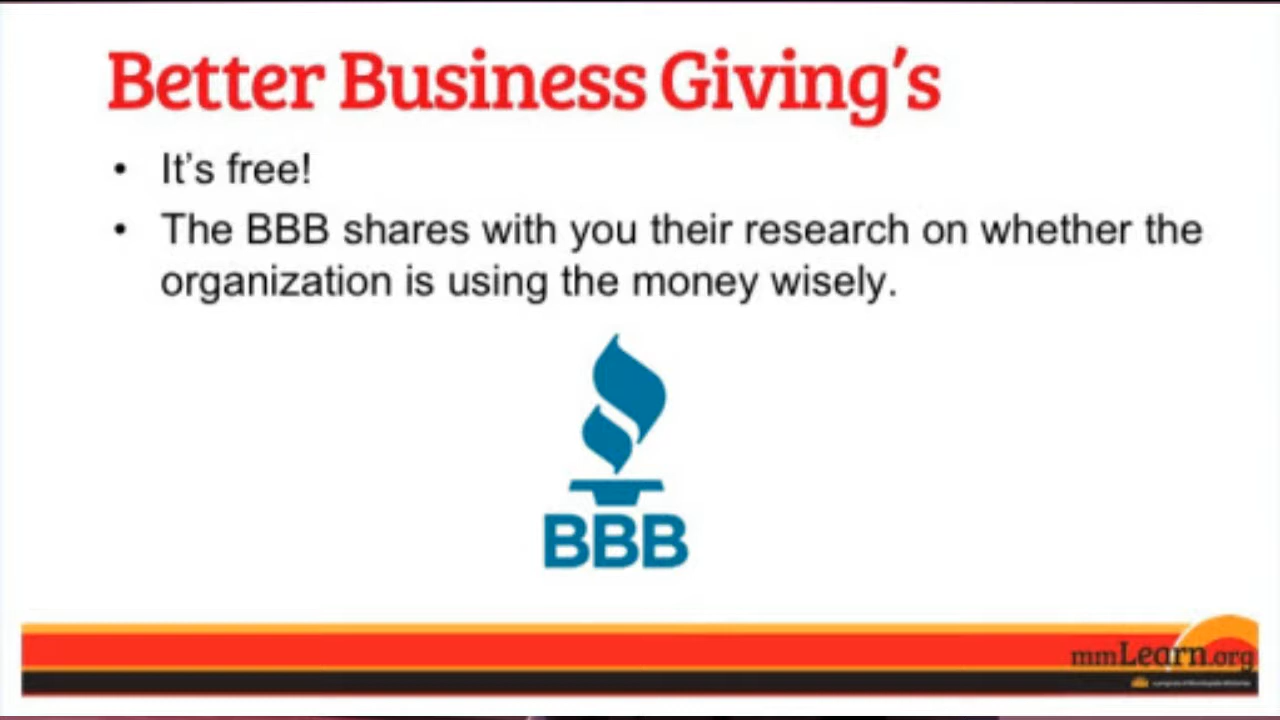 Better Business Giving's
• It's free!
• The BBB shares with you their research on whether the
organization is using the money wisely.
BBB
mmLearn.org